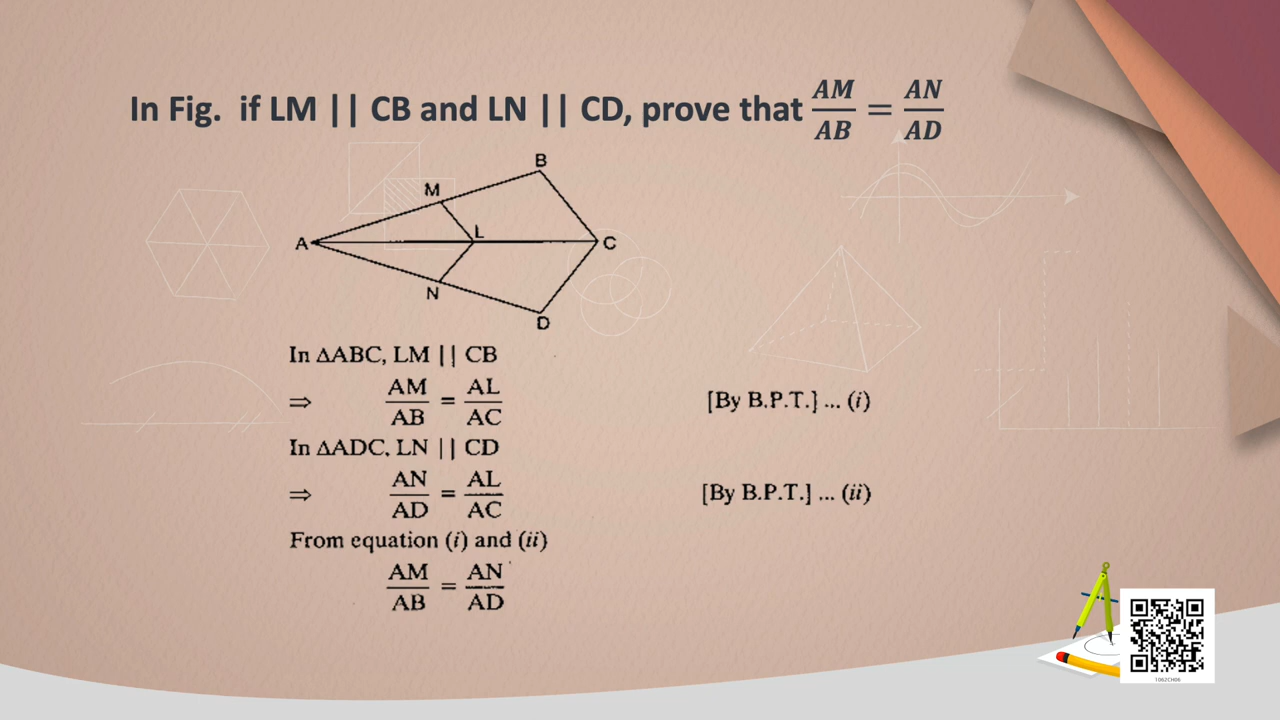 In Fig. if LM || CB and LN || CD, prove that AM/AB = AN/AD
B
M
A
L
C
N
D
In ΔABC, LM || CB
⇒ AM/AB = AL/AC [By B.P.T.] ... (i)
In ΔADC, LN || CD
⇒ AN/AD = AL/AC [By B.P.T.] ... (ii)
From equation (i) and (ii)
AM/AB = AN/AD
1062CH06